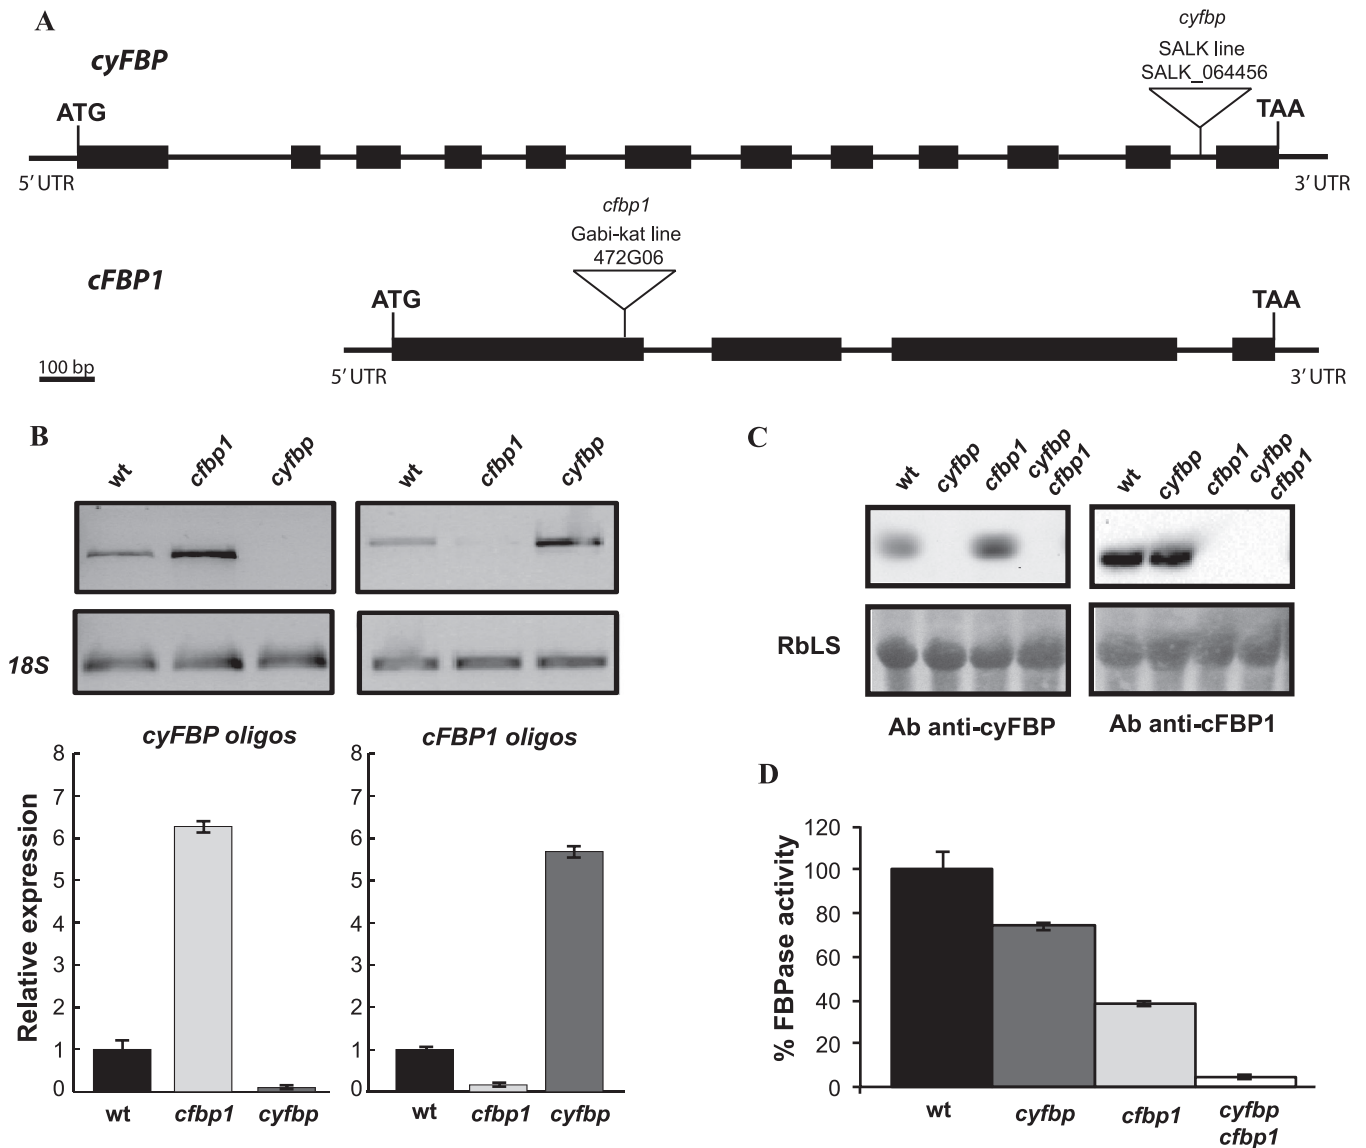 A
cyFBP
cyfbp
SALK line
SALK_064456
ATG
TAA
5' UTR
3' UTR
cfbp1
Gabi-kat line
472G06
cFBP1
ATG
TAA
100 bp
5' UTR
3' UTR
B
wt cfbp1 cyfbp
wt cfbp1 cyfbp
18S
cyFBP oligos
cFBP1 oligos
Relative expression
8
7
6
5
4
3
2
1
0
wt cfbp1 cyfbp
8
7
6
5
4
3
2
1
0
wt cfbp1 cyfbp
C
wt cyfbp cfbp1 cyfbp cfbp1
wt cyfbp cfbp1 cyfbp cfbp1
RbLS
Ab anti-cyFBP
Ab anti-cFBP1
D
% FBPase activity
120
100
80
60
40
20
0
wt cyfbp cfbp1 cyfbp
cfbp1